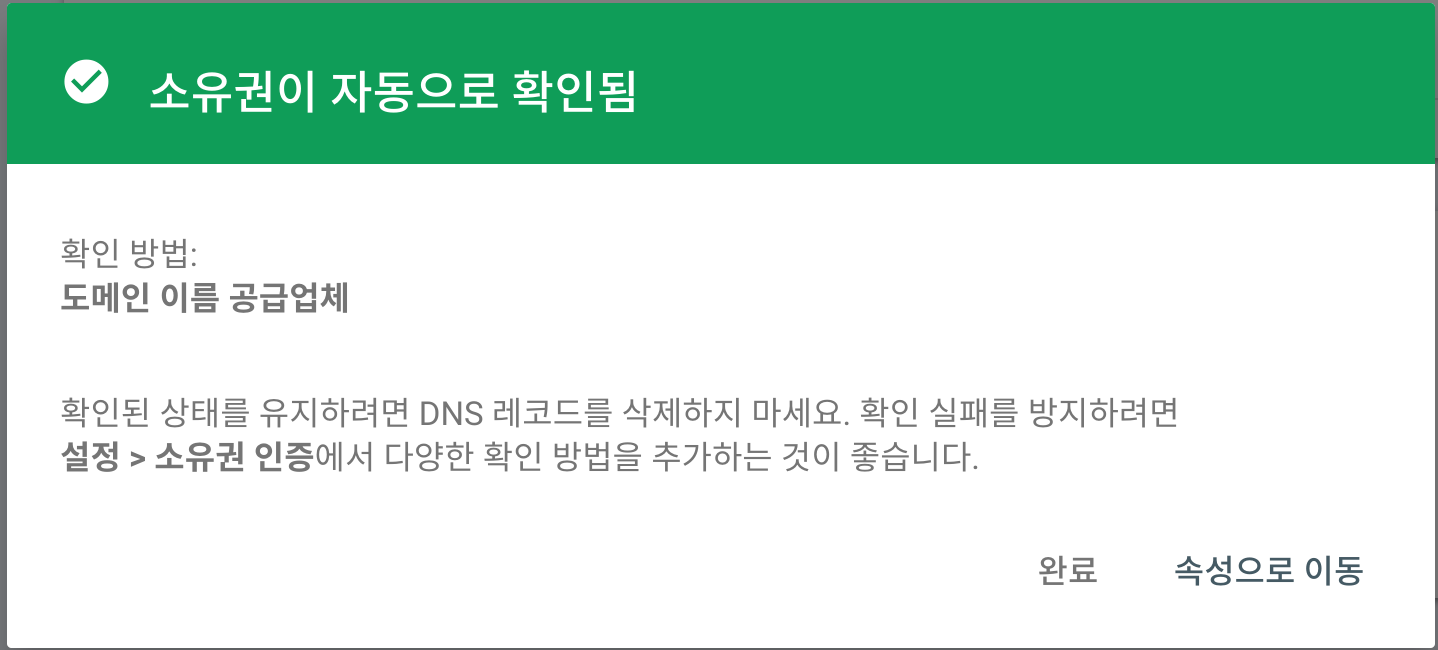 소유권이 자동으로 확인됨
확인 방법:
도메인 이름 공급업체
확인된 상태를 유지하려면 DNS 레코드를 삭제하지 마세요. 확인 실패를 방지하려면
설정 > 소유권 인증에서 다양한 확인 방법을 추가하는 것이 좋습니다.
완료 속성으로 이동